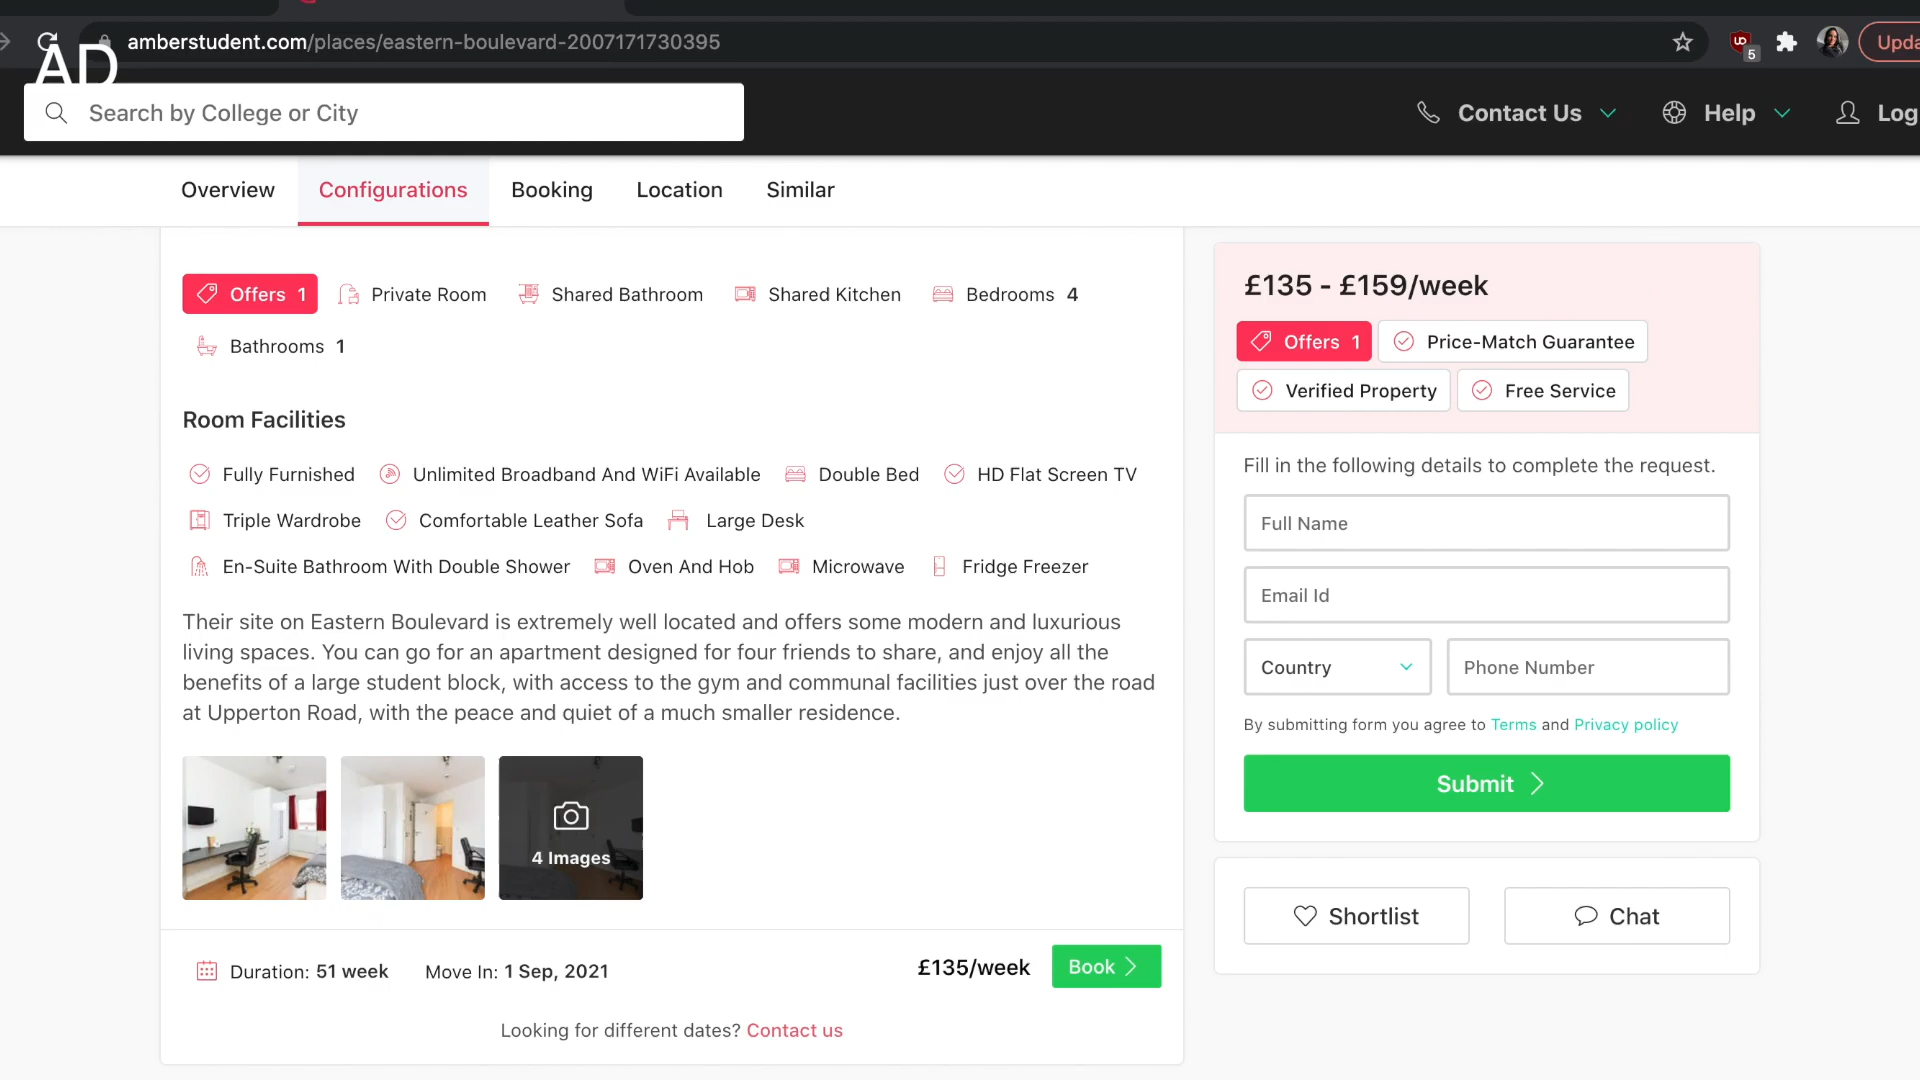 amberstudent.com/places/eastern-boulevard-2007171730395
5
Upda
AD
Search by College or City
Contact Us
Help
Log
Overview
Configurations
Booking
Location
Similar
Offers 1
Private Room
Shared Bathroom
Shared Kitchen
Bedrooms 4
Bathrooms 1
Room Facilities
Fully Furnished
Unlimited Broadband And WiFi Available
Double Bed
HD Flat Screen TV
Triple Wardrobe
Comfortable Leather Sofa
Large Desk
En-Suite Bathroom With Double Shower
Oven And Hob
Microwave
Fridge Freezer
Their site on Eastern Boulevard is extremely well located and offers some modern and luxurious
living spaces. You can go for an apartment designed for four friends to share, and enjoy all the
benefits of a large student block, with access to the gym and communal facilities just over the road
at Upperton Road, with the peace and quiet of a much smaller residence.
4 Images
Duration: 51 week
Move In: 1 Sep, 2021
£135/week
Book
Looking for different dates? Contact us
£135 - £159/week
Offers 1
Price-Match Guarantee
Verified Property
Free Service
Fill in the following details to complete the request.
Full Name
Email Id
Country
Phone Number
By submitting form you agree to Terms and Privacy policy
Submit
Shortlist
Chat